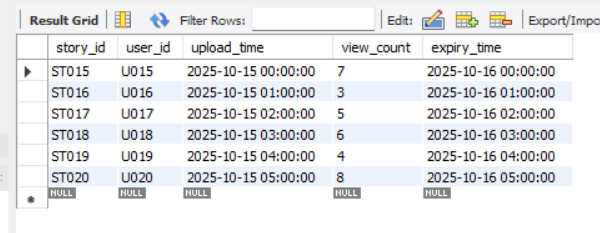 Result Grid Filter Rows: Edit: Export/Impo
story_id user_id upload_time view_count expiry_time
ST015 U015 2025-10-15 00:00:00 7 2025-10-16 00:00:00
ST016 U016 2025-10-15 01:00:00 3 2025-10-16 01:00:00
ST017 U017 2025-10-15 02:00:00 5 2025-10-16 02:00:00
ST018 U018 2025-10-15 03:00:00 6 2025-10-16 03:00:00
ST019 U019 2025-10-15 04:00:00 4 2025-10-16 04:00:00
ST020 U020 2025-10-15 05:00:00 8 2025-10-16 05:00:00
NULL NULL NULL NULL NULL